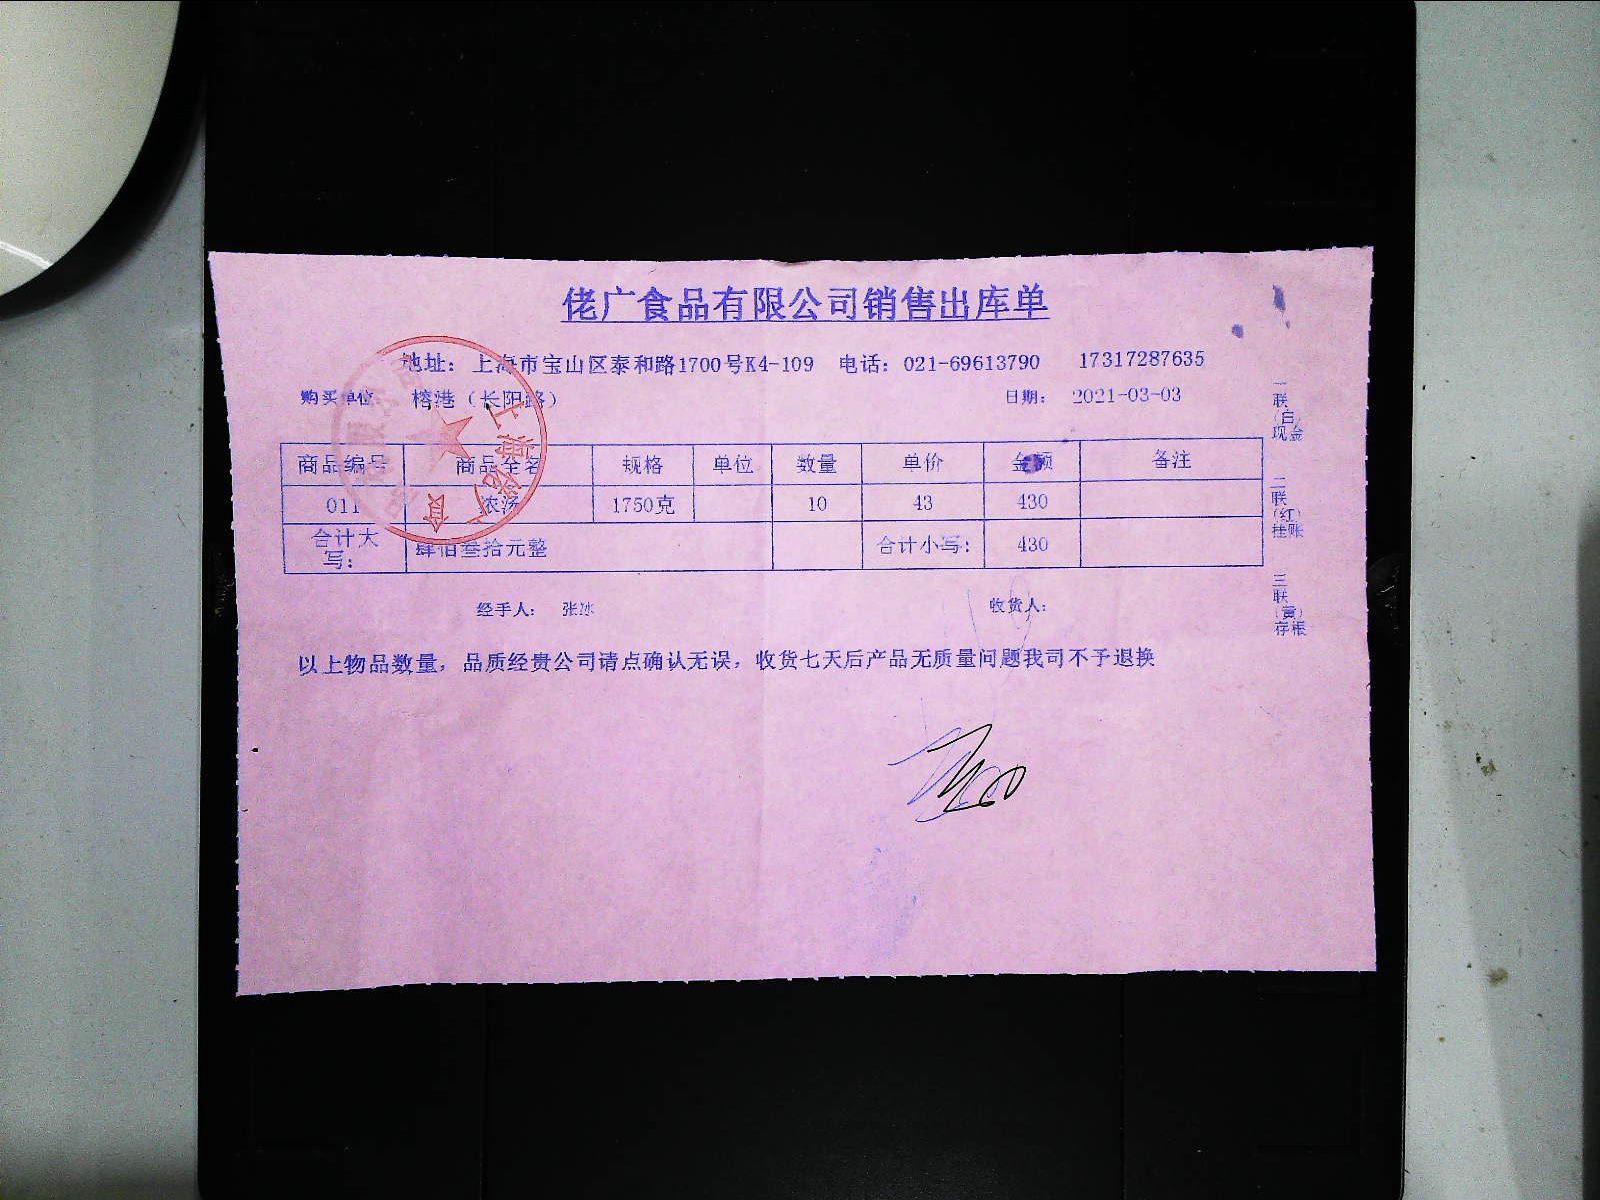 佬广食品有限公司销售出库单
地址：上海市宝山区泰和路1700号K4-109 电话：021-69613790 17317287635
购买单位： 榕港（长阳路） 日期： 2021-03-03
商品编号 商品全名 规格 单位 数量 单价 金额 备注
011 浓汤 1750克 10 43 430
合计大写： 肆佰叁拾元整 合计小写： 430
经手人： 张冰 收货人：
以上物品数量，品质经贵公司请点确认无误，收货七天后产品无质量问题我司不予退换
一联（白）现金
二联（红）挂账
三联（黄）存根
上海佬广食